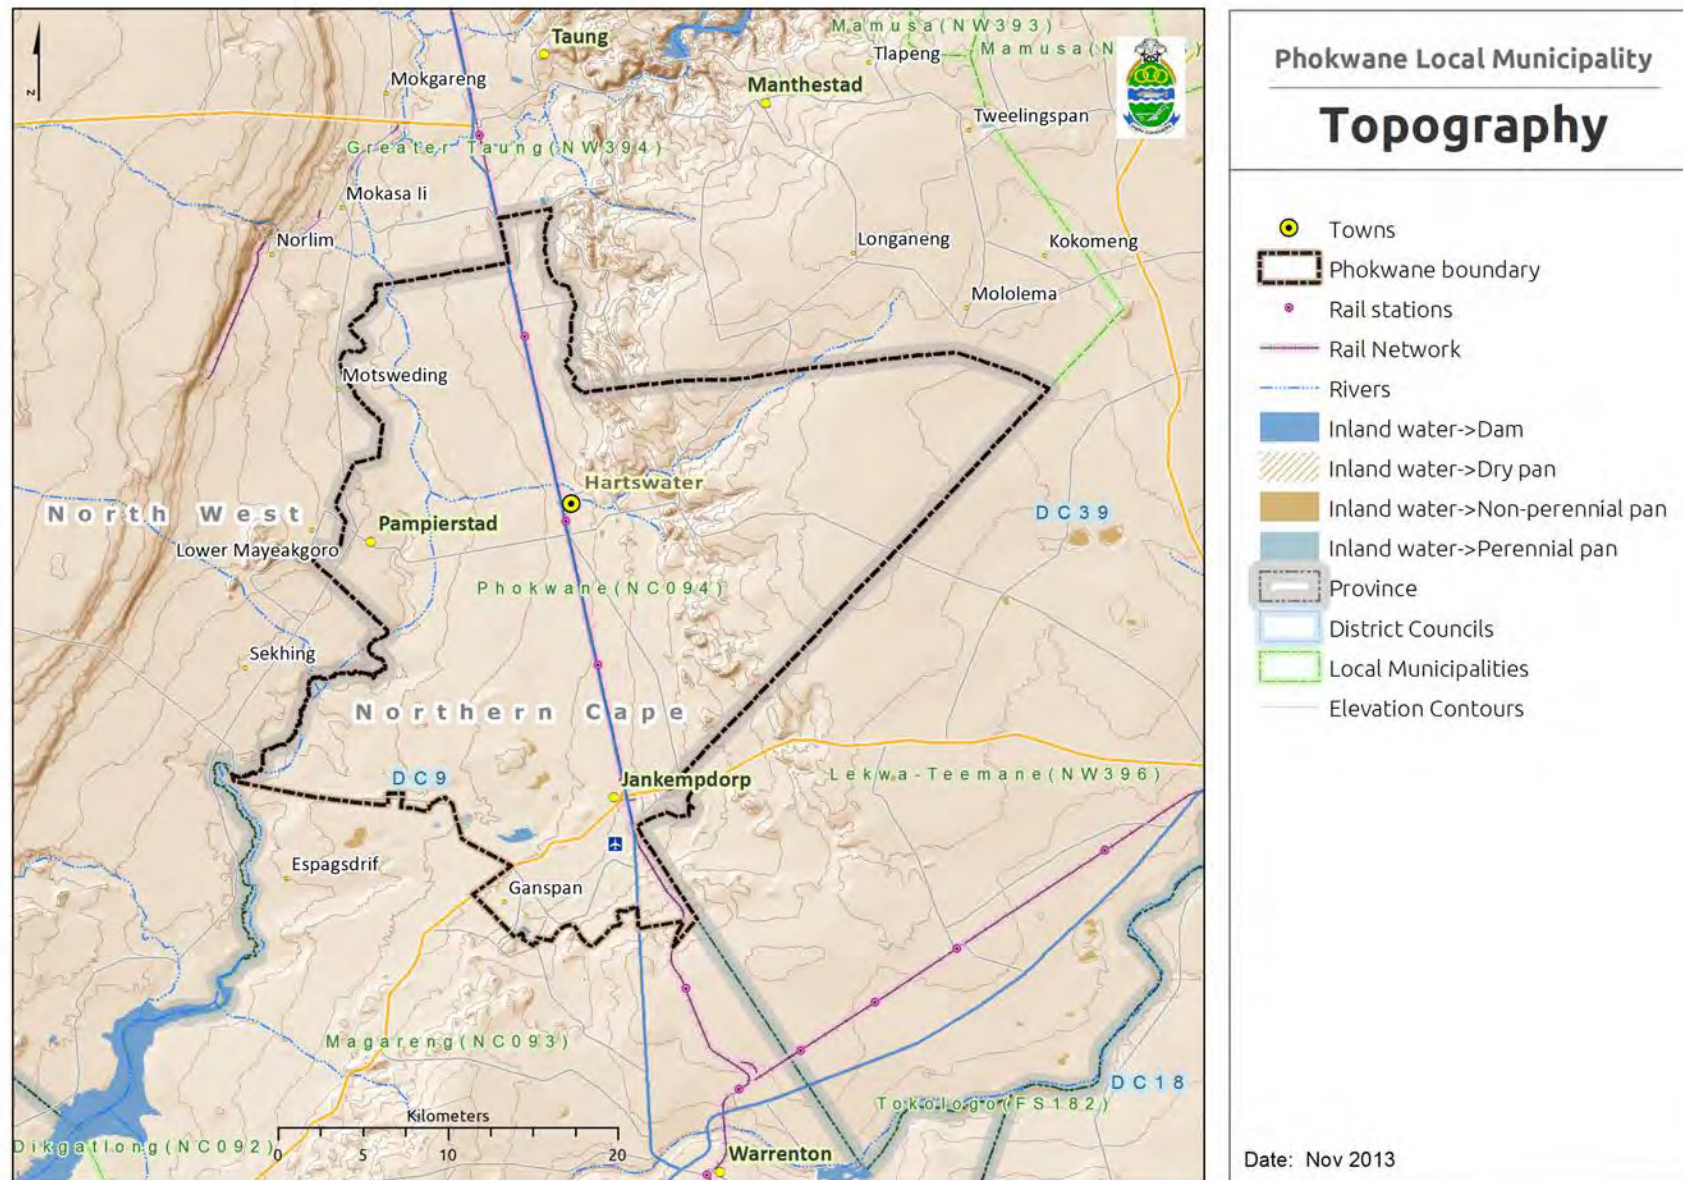 Phokwane Local Municipality
Topography
Towns
Phokwane boundary
Rail stations
Rail Network
Rivers
Inland water->Dam
Inland water->Dry pan
Inland water->Non-perennial pan
Inland water->Perennial pan
Province
District Councils
Local Municipalities
Elevation Contours
Date: Nov 2013
N
Taung
Mamusa(NW393)
Tlapeng
Mokgareng
Manthestad
Tweelingspan
Greater Taung(NW394)
Mokasa Ii
Norlim
Longaneng
Kokomeng
Mololema
Motsweding
Hartswater
North West
Pampierstad
DC39
Lower Mayeakgoro
Phokwane(NC094)
Sekhing
Northern Cape
DC9
Jankempdorp
Lekwa-Teemane(NW396)
Espagsdrif
Ganspan
Magareng(NC093)
DC18
Tokologo(FS182)
Kilometers
0 5 10 20
Dikgatlong(NC092)
Warrenton